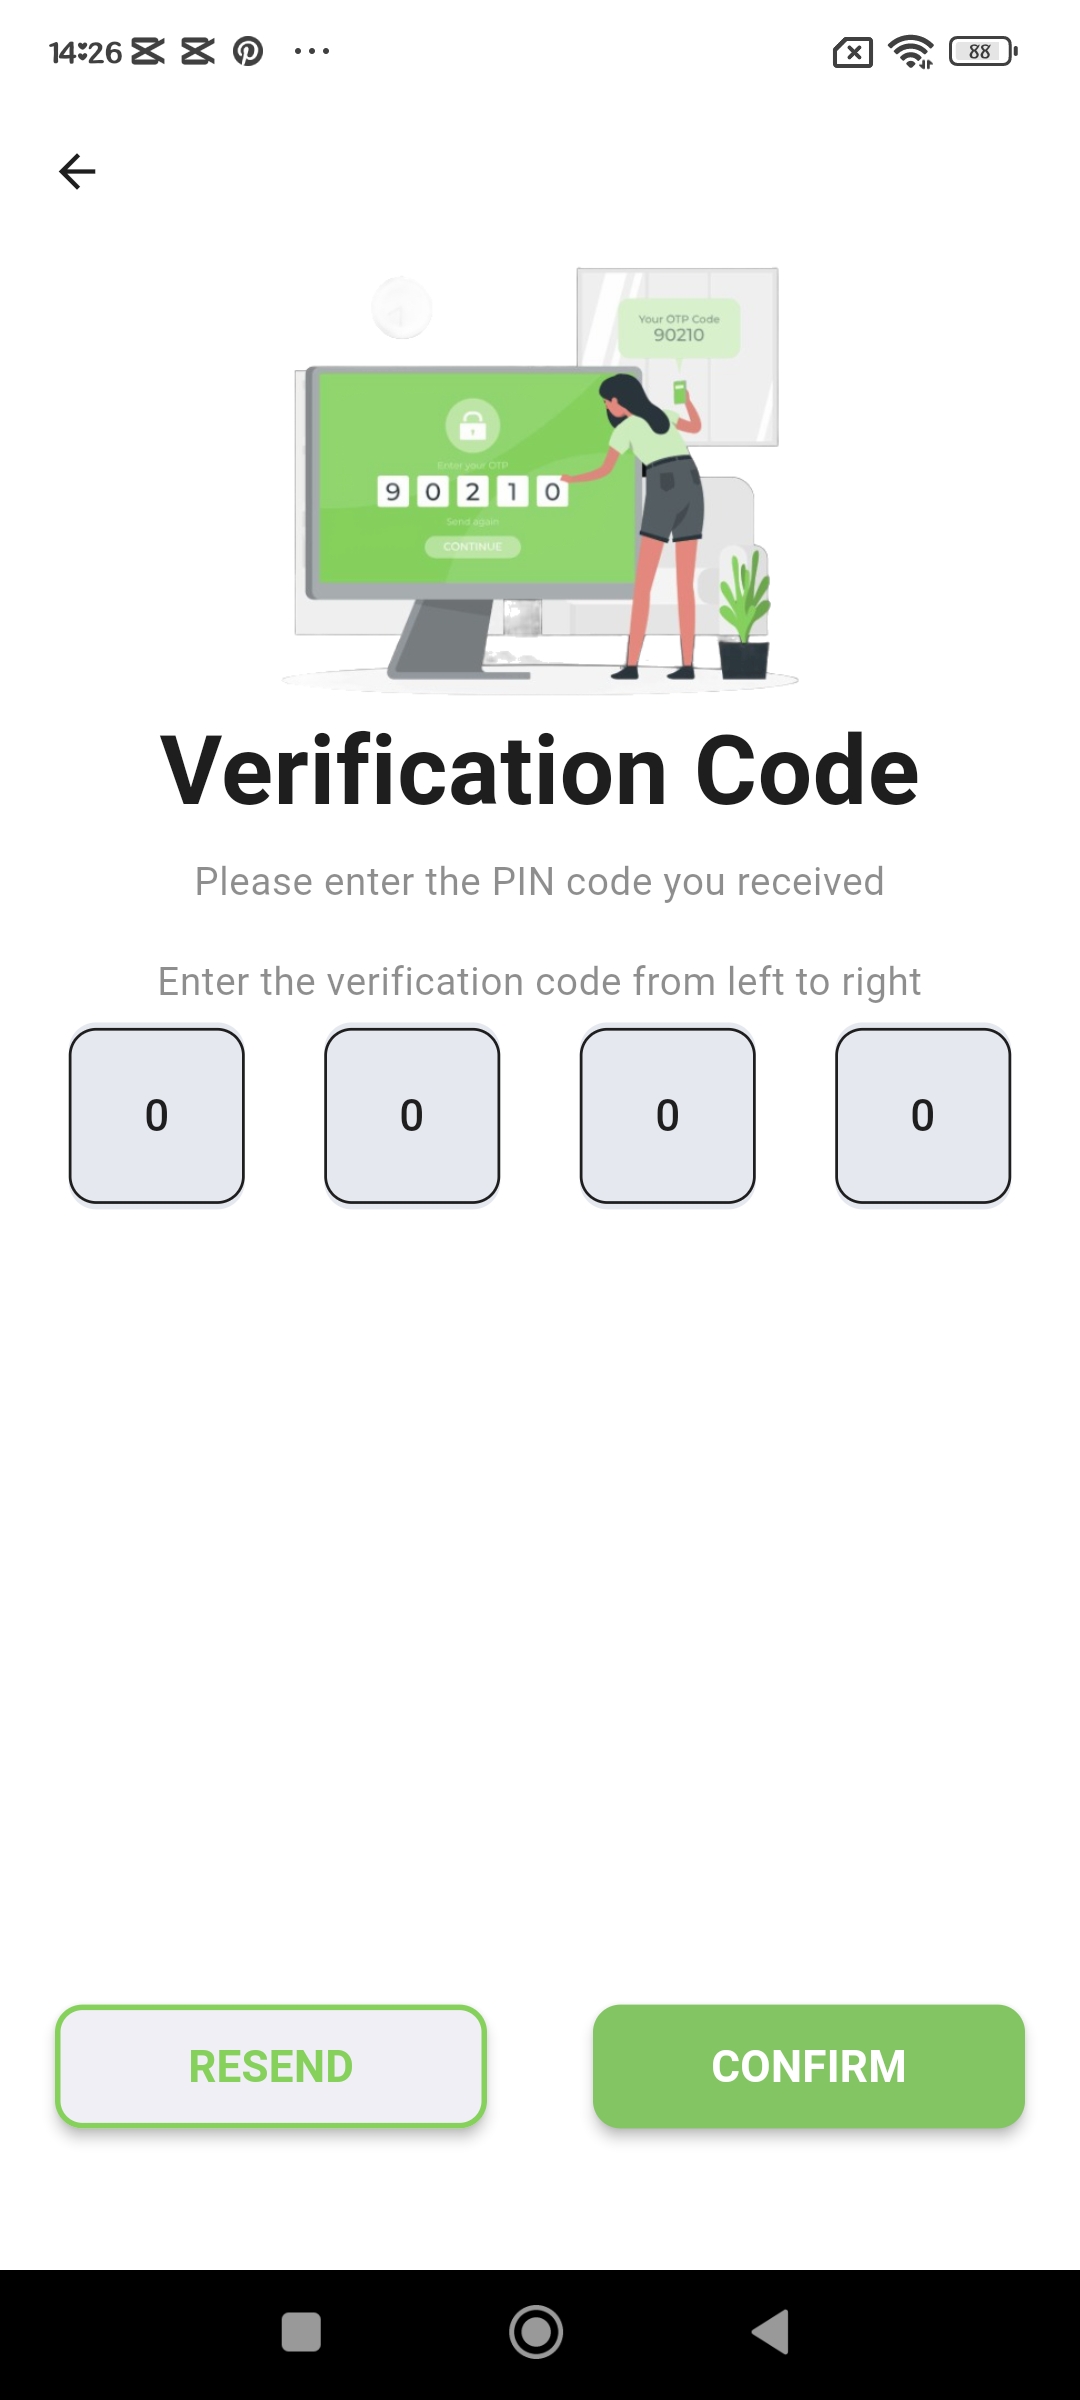 14:26
88
Your OTP Code
90210
Enter your OTP
9 0 2 1 0
Send again
CONTINUE
Verification Code
Please enter the PIN code you received
Enter the verification code from left to right
0 0 0 0
RESEND CONFIRM